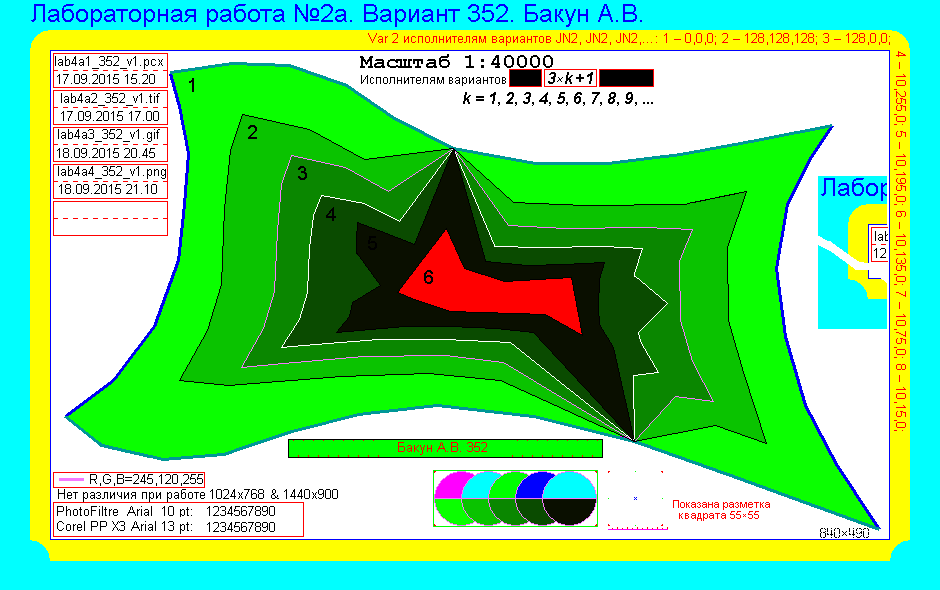 Лабораторная работа №2а. Вариант 352. Бакун А.В.
Var 2 исполнителям вариантов JN2, JN2, JN2,...: 1 – 0,0,0; 2 – 128,128,128; 3 – 128,0,0;
4 – 10,255,0; 5 – 10,195,0; 6 – 10,135,0; 7 – 10,75,0; 8 – 10,15,0;
Масштаб 1:40000
Исполнителям вариантов 3×k+1
k = 1, 2, 3, 4, 5, 6, 7, 8, 9, ...
lab4a1_352_v1.pcx
17.09.2015 15.20
lab4a2_352_v1.tif
17.09.2015 17.00
lab4a3_352_v1.gif
18.09.2015 20.45
lab4a4_352_v1.png
18.09.2015 21.10
1
2
3
4
5
6
Лабор
lab
12
Бакун А.В. 352
R,G,B=245,120,255
Нет различия при работе 1024x768 & 1440x900
PhotoFiltre Arial 10 pt: 1234567890
Corel PP X3 Arial 13 pt: 1234567890
Показана разметка
квадрата 55×55
640×490